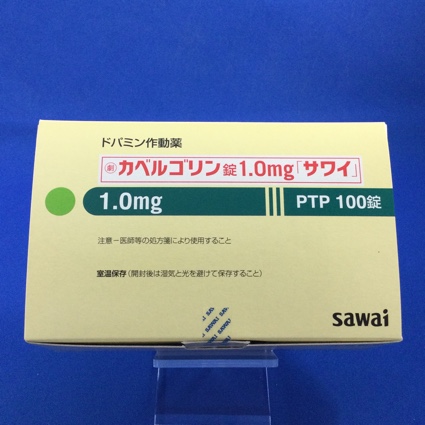 ドパミン作動薬
劇 カベルゴリン錠1.0mg「サワイ」
1.0mg PTP 100錠
注意－医師等の処方箋により使用すること
室温保存(開封後は湿気と光を避けて保存すること)
sawai
SAWAI SAWAI SAWAI